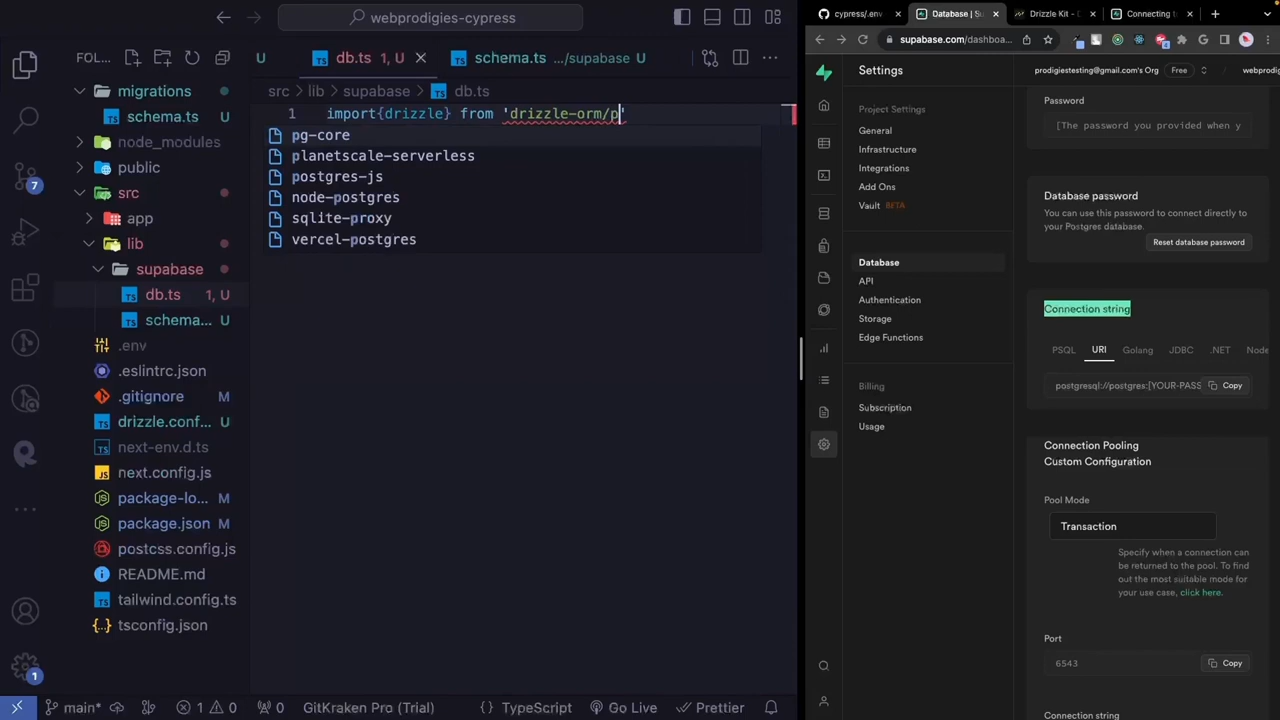 webprodigies-cypress
FOL...
migrations
schema.ts
node_modules
public
src
app
lib
supabase
db.ts 1, U
schema... U
.env
.eslintrc.json
.gitignore M
drizzle.conf... U
next-env.d.ts
next.config.js
package-lo... M
package.json M
postcss.config.js
README.md
tailwind.config.ts
tsconfig.json
7
1
U
db.ts 1, U
schema.ts .../supabase U
src > lib > supabase > db.ts
1 import{drizzle} from 'drizzle-orm/p'
pg-core
planetscale-serverless
postgres-js
node-postgres
sqlite-proxy
vercel-postgres
main* 1 0 0 GitKraken Pro (Trial) TypeScript Go Live Prettier
cypress/.env
Database | Su
Drizzle Kit -
Connecting t
supabase.com/dashboa...
Settings
prodigiestesting@gmail.com's Org Free webprodig
Project Settings
General
Infrastructure
Integrations
Add Ons
Vault BETA
Database
API
Authentication
Storage
Edge Functions
Billing
Subscription
Usage
Password
[The password you provided when y
Database password
You can use this password to connect directly to
your Postgres database.
Reset database password
Connection string
PSQL URI Golang JDBC .NET Node
postgresql://postgres:[YOUR-PASS Copy
Connection Pooling
Custom Configuration
Pool Mode
Transaction
Specify when a connection can
be returned to the pool. To find
out the most suitable mode for
your use case, click here.
Port
6543 Copy
Connection string